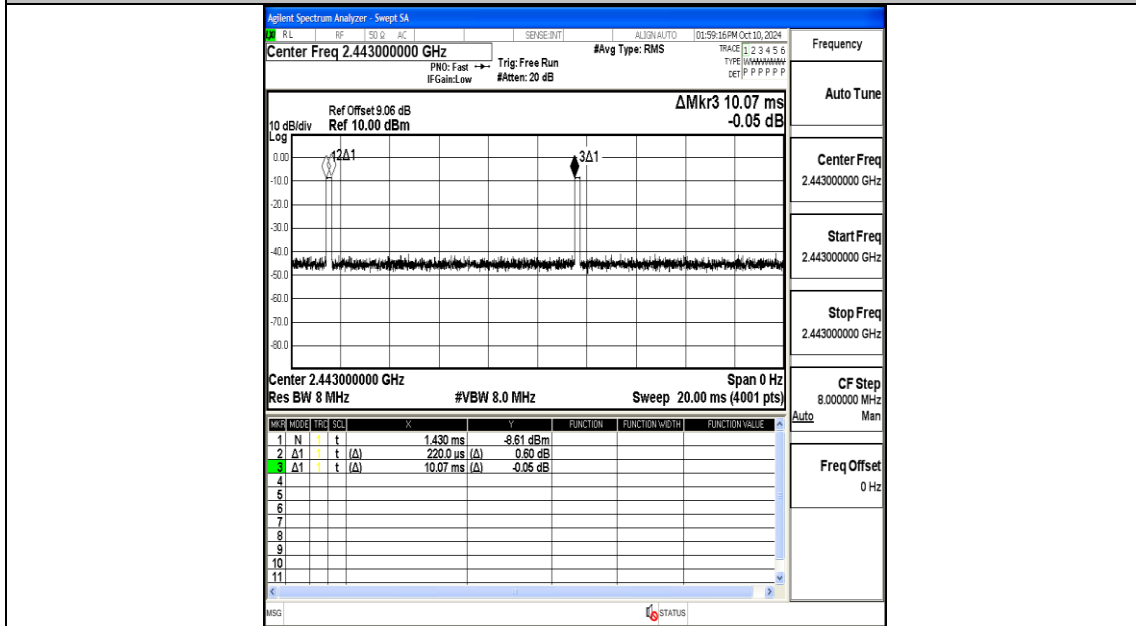 Agilent Spectrum Analyzer - Swept SA
RL RF 50 Ω AC SENSE:INT ALIGNAUTO 01:59:16 PM Oct 10, 2024
Center Freq 2.443000000 GHz
#Avg Type: RMS
TRACE 1 2 3 4 5 6
TYPE
DET P P P P P P
PNO: Fast
IFGain:Low
Trig: Free Run
#Atten: 20 dB
ΔMkr3 10.07 ms
-0.05 dB
Ref Offset 9.06 dB
10 dB/div Ref 10.00 dBm
Log
0.00
-10.0
-20.0
-30.0
-40.0
-50.0
-60.0
-70.0
-80.0
12Δ1
3Δ1
Center 2.443000000 GHz Span 0 Hz
Res BW 8 MHz #VBW 8.0 MHz Sweep 20.00 ms (4001 pts)
MKR MODE TRC SCL X Y FUNCTION FUNCTION WIDTH FUNCTION VALUE
1 N 1 t 1.430 ms -8.61 dBm
2 Δ1 1 t (Δ) 220.0 µs (Δ) 0.60 dB
3 Δ1 1 t (Δ) 10.07 ms (Δ) -0.05 dB
4
5
6
7
8
9
10
11
MSG STATUS
Frequency
Auto Tune
Center Freq
2.443000000 GHz
Start Freq
2.443000000 GHz
Stop Freq
2.443000000 GHz
CF Step
8.000000 MHz
Auto Man
Freq Offset
0 Hz